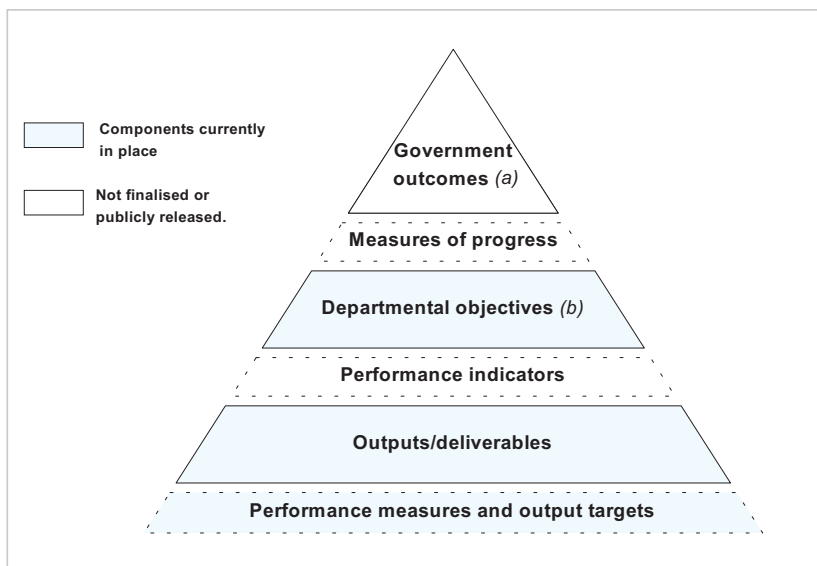 Components currently
in place
Not finalised or
publicly released.
Government
outcomes (a)
Measures of progress
Departmental objectives (b)
Performance indicators
Outputs/deliverables
Performance measures and output targets